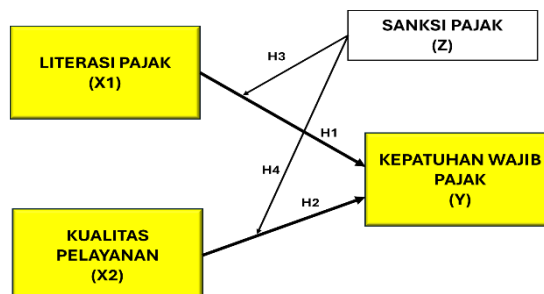 SANKSI PAJAK
(Z)
LITERASI PAJAK
(X1)
H3
H1
KEPATUHAN WAJIB
PAJAK
(Y)
H4
H2
KUALITAS
PELAYANAN
(X2)